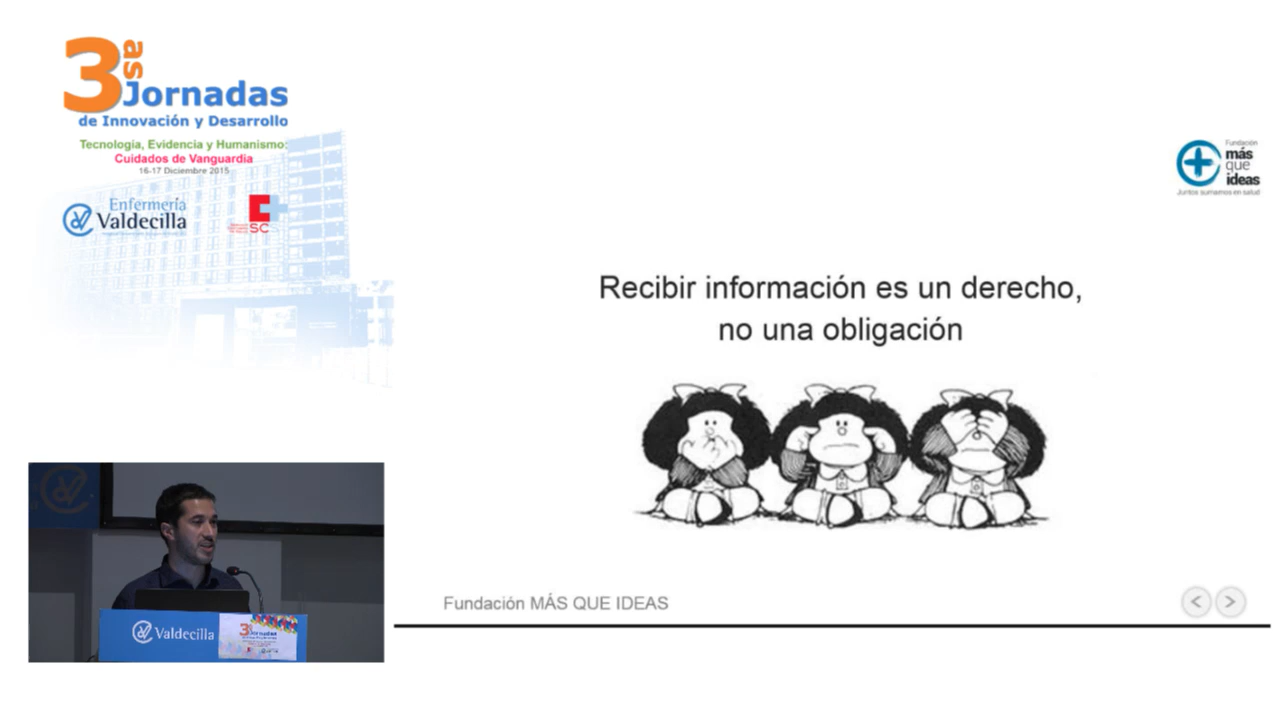 3as Jornadas
de Innovación y Desarrollo
Tecnología, Evidencia y Humanismo:
Cuidados de Vanguardia
16-17 Diciembre 2015
Enfermería
Valdecilla
SC
Fundación
más
que
ideas
Juntos sumamos en salud
Recibir información es un derecho,
no una obligación
Fundación MÁS QUE IDEAS
Valdecilla
3as Jornadas